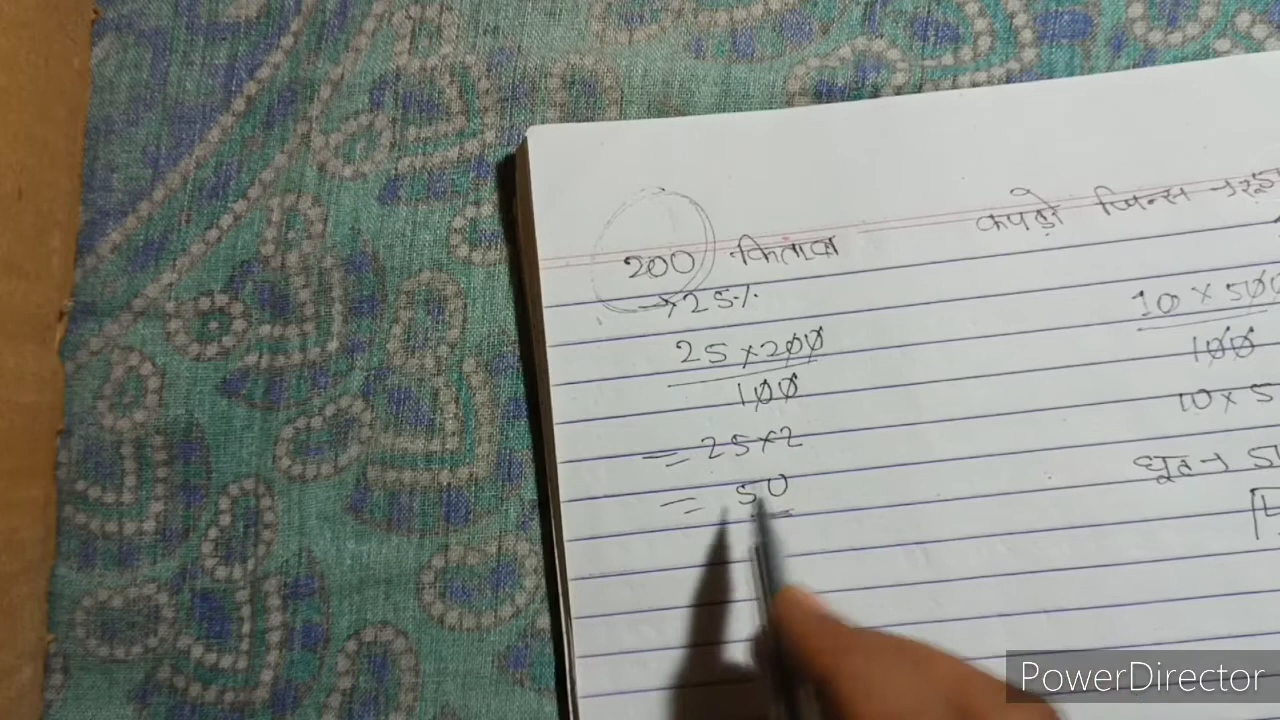 200 किताब
→ 25%
25 × 200
100
= 25 × 2
= 50
कपड़ो जिन्स →
10 × 500
100
10 × 5
छूट →
PowerDirector